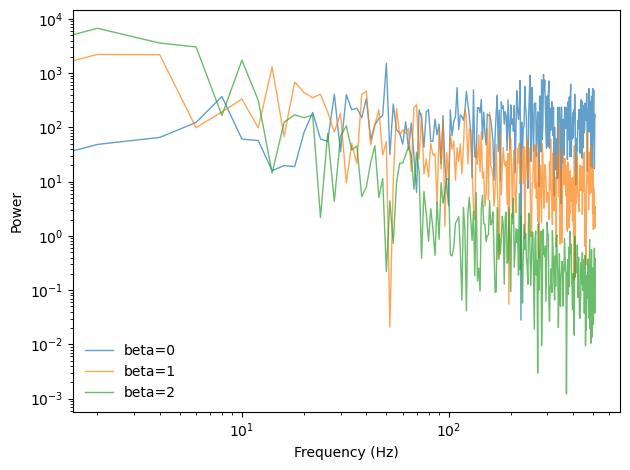 10⁴
10³
10²
10¹
10⁰
10⁻¹
10⁻²
10⁻³
Power
beta=0
beta=1
beta=2
10¹ 10²
Frequency (Hz)